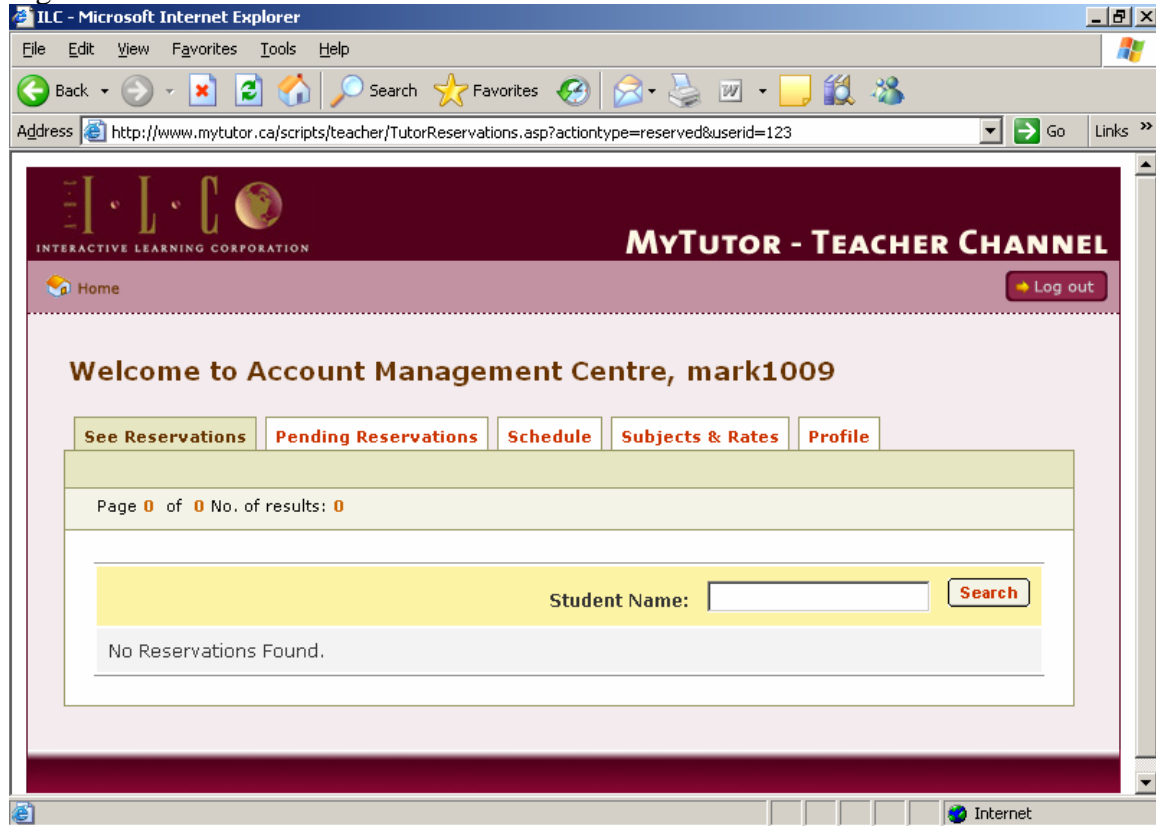 ILC - Microsoft Internet Explorer
File Edit View Favorites Tools Help
Back Search Favorites
Address http://www.mytutor.ca/scripts/teacher/TutorReservations.asp?actiontype=reserved&userid=123 Go Links »
I·L·C
INTERACTIVE LEARNING CORPORATION
MYTUTOR - TEACHER CHANNEL
Home Log out
Welcome to Account Management Centre, mark1009
See Reservations Pending Reservations Schedule Subjects & Rates Profile
Page 0 of 0 No. of results: 0
Student Name: Search
No Reservations Found.
Internet